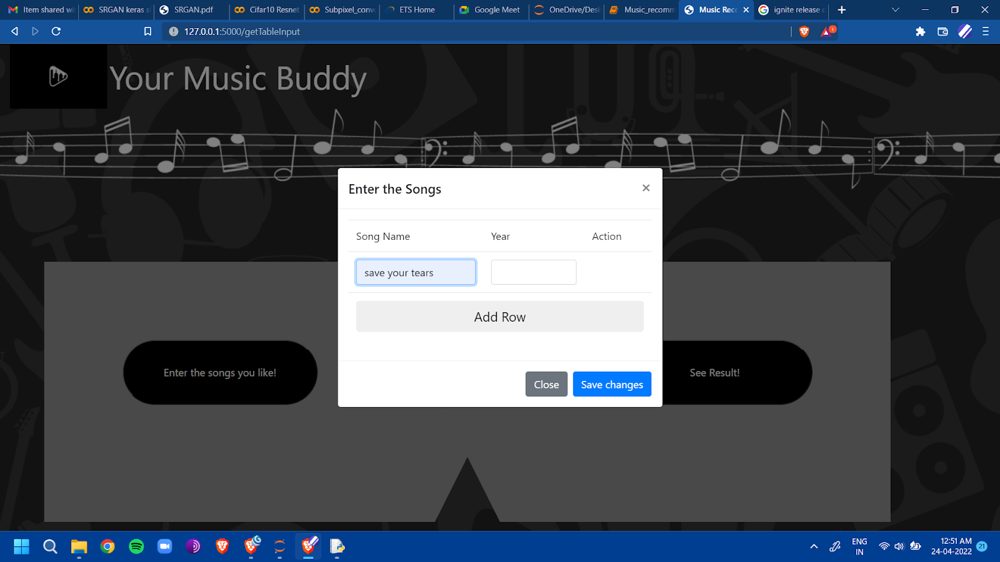 Item shared wi
SRGAN keras s
SRGAN.pdf
Cifar10 Resnet
Subpixel_conv
ETS Home
Google Meet
OneDrive/Desk
Music_recomm
Music Rec
ignite release
127.0.0.1:5000/getTableInput
1
Your Music Buddy
Enter the Songs
Song Name Year Action
save your tears
Add Row
Close Save changes
Enter the songs you like!
See Result!
ENG
IN
12:51 AM
24-04-2022
21